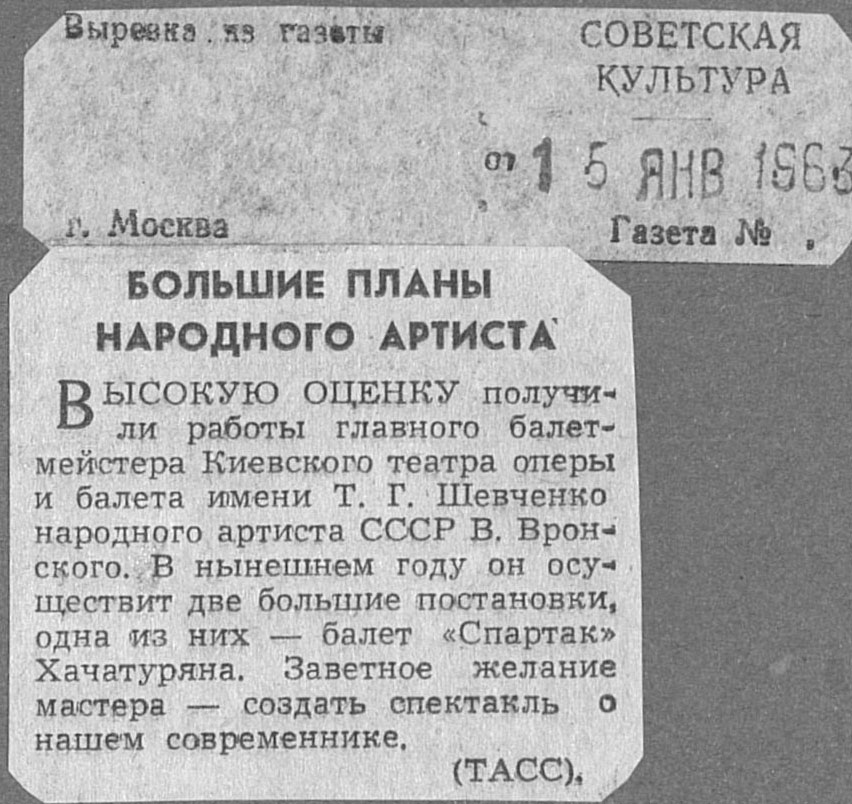 Вырезка из газеты
СОВЕТСКАЯ
КУЛЬТУРА
от 15 ЯНВ 1963
г. Москва
Газета № .
БОЛЬШИЕ ПЛАНЫ
НАРОДНОГО АРТИСТА
ВЫСОКУЮ ОЦЕНКУ получи-
ли работы главного балет-
мейстера Киевского театра оперы
и балета имени Т. Г. Шевченко
народного артиста СССР В. Врон-
ского. В нынешнем году он осу-
ществит две большие постановки,
одна из них — балет «Спартак»
Хачатуряна. Заветное желание
мастера — создать спектакль о
нашем современнике.
(ТАСС).